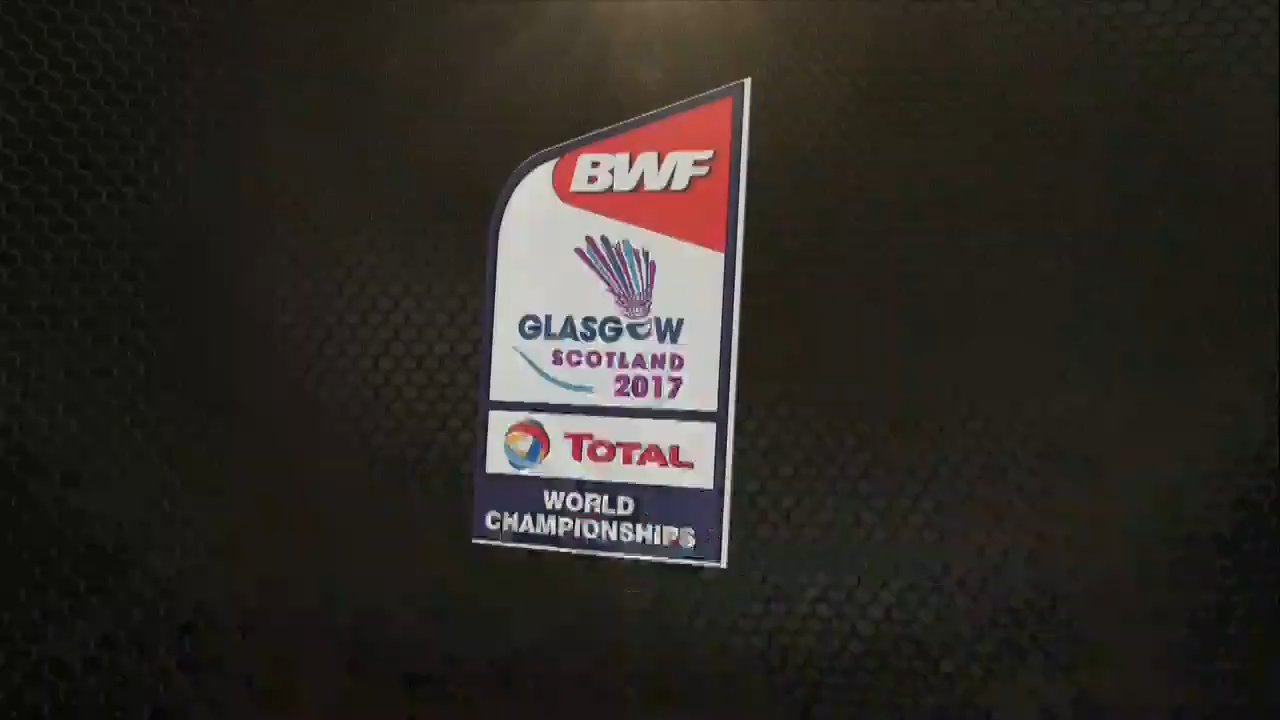 BWF
GLASGOW
SCOTLAND
2017
TOTAL
WORLD
CHAMPIONSHIPS